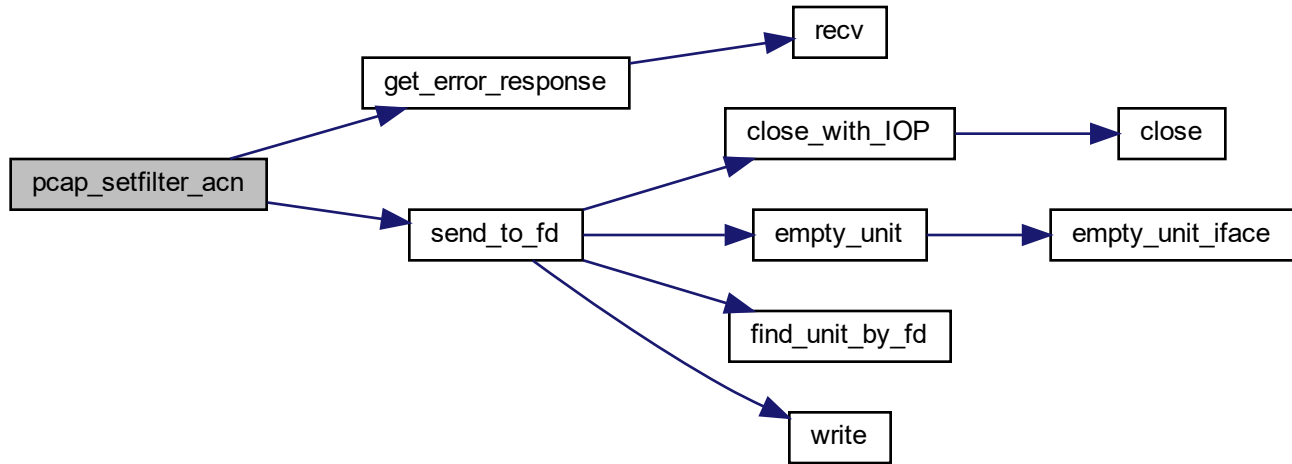 recv
get_error_response
close_with_IOP
close
pcap_setfilter_acn
send_to_fd
empty_unit
empty_unit_iface
find_unit_by_fd
write